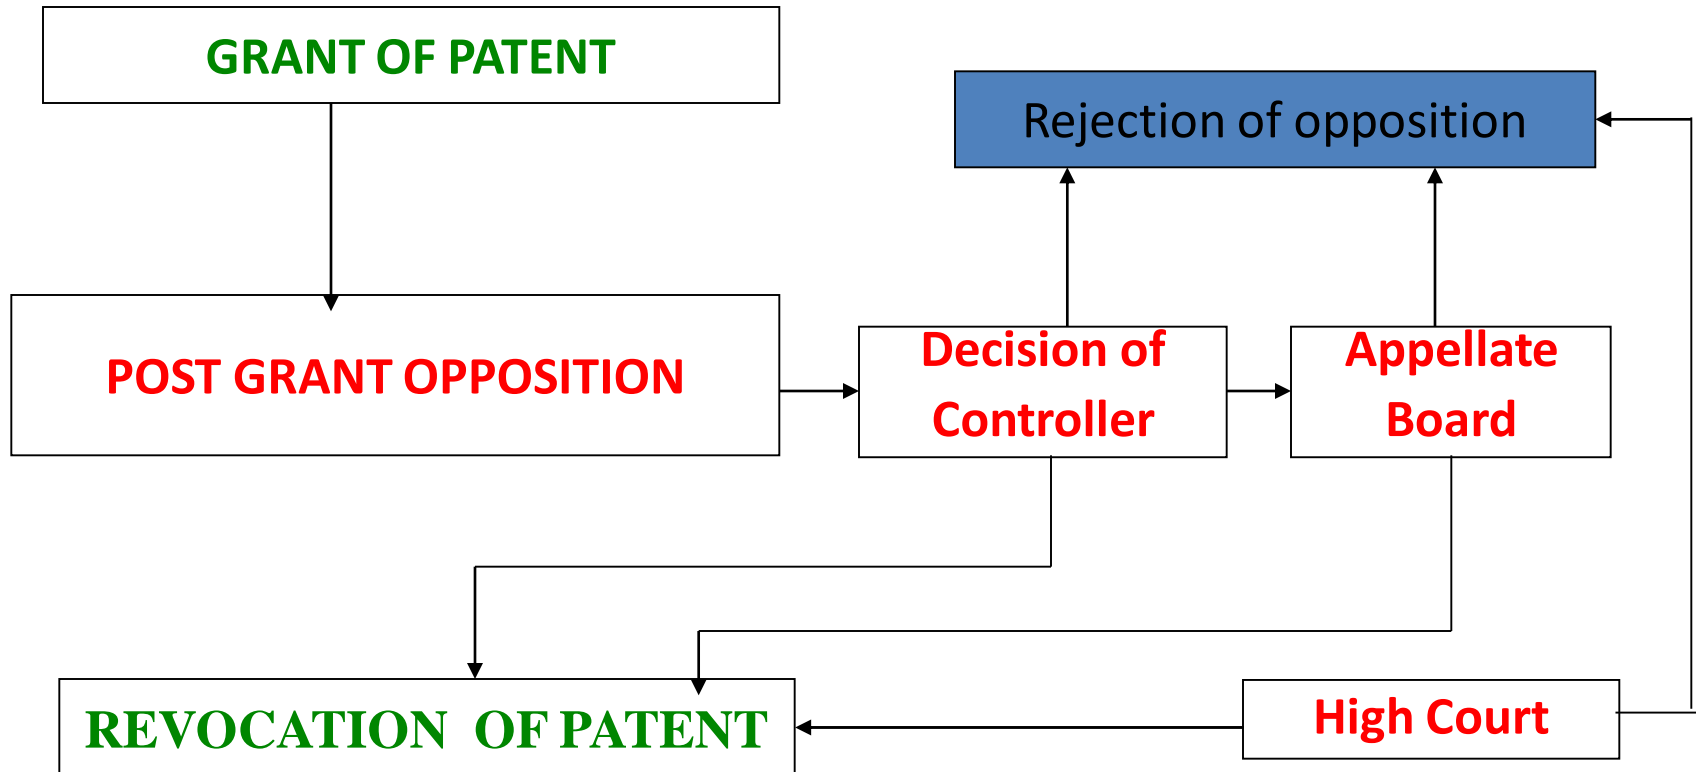 GRANT OF PATENT
Rejection of opposition
POST GRANT OPPOSITION
Decision of
Controller
Appellate
Board
REVOCATION OF PATENT
High Court